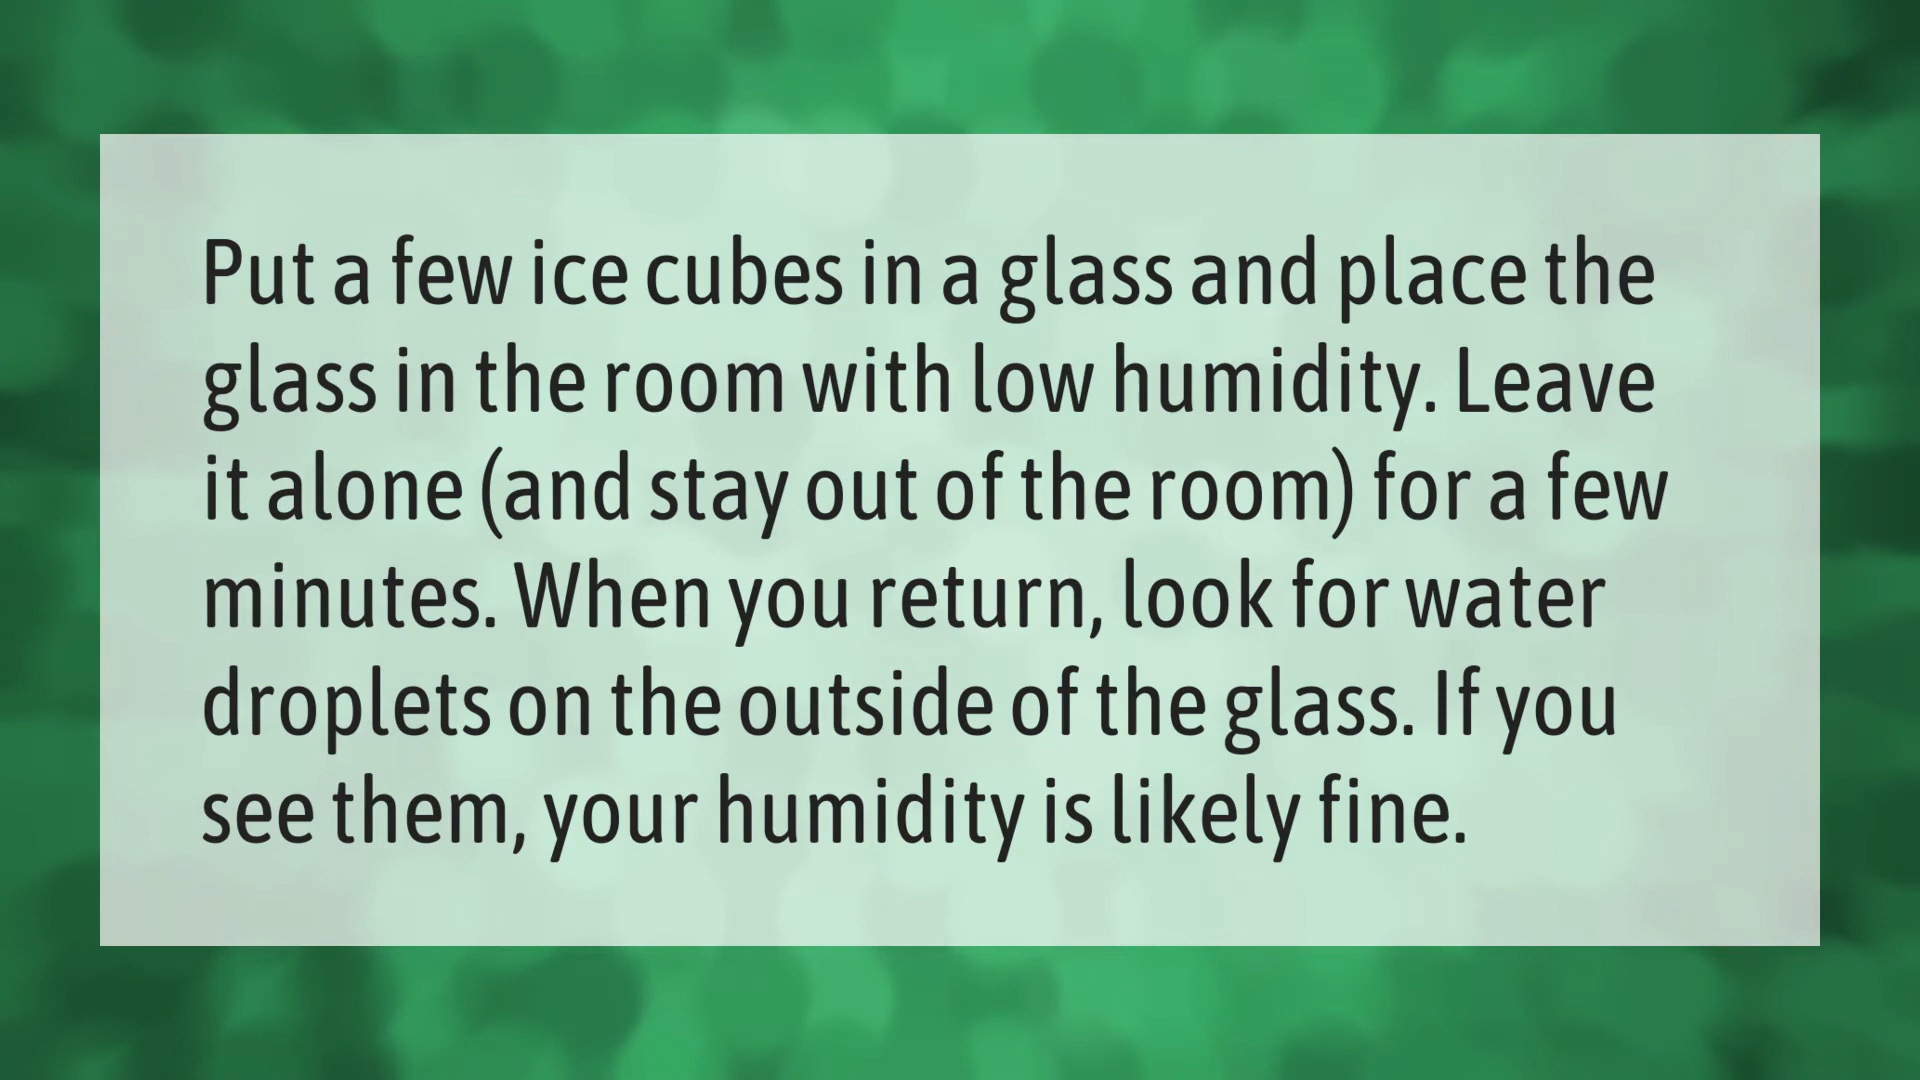 Put a few ice cubes in a glass and place the
glass in the room with low humidity. Leave
it alone (and stay out of the room) for a few
minutes. When you return, look for water
droplets on the outside of the glass. If you
see them, your humidity is likely fine.